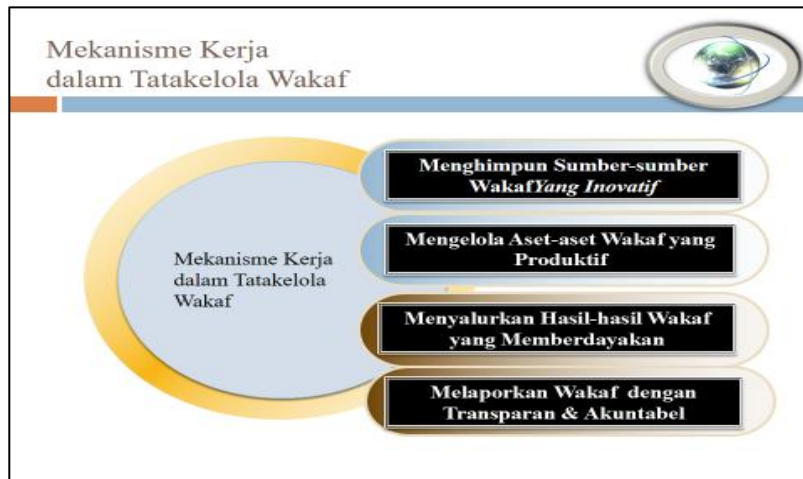 Mekanisme Kerja
dalam Tatakelola Wakaf
Mekanisme Kerja
dalam Tatakelola
Wakaf
Menghimpun Sumber-sumber
WakafYang Inovatif
Mengelola Aset-aset Wakaf yang
Produktif
Menyalurkan Hasil-hasil Wakaf
yang Memberdayakan
Melaporkan Wakaf dengan
Transparan & Akuntabel